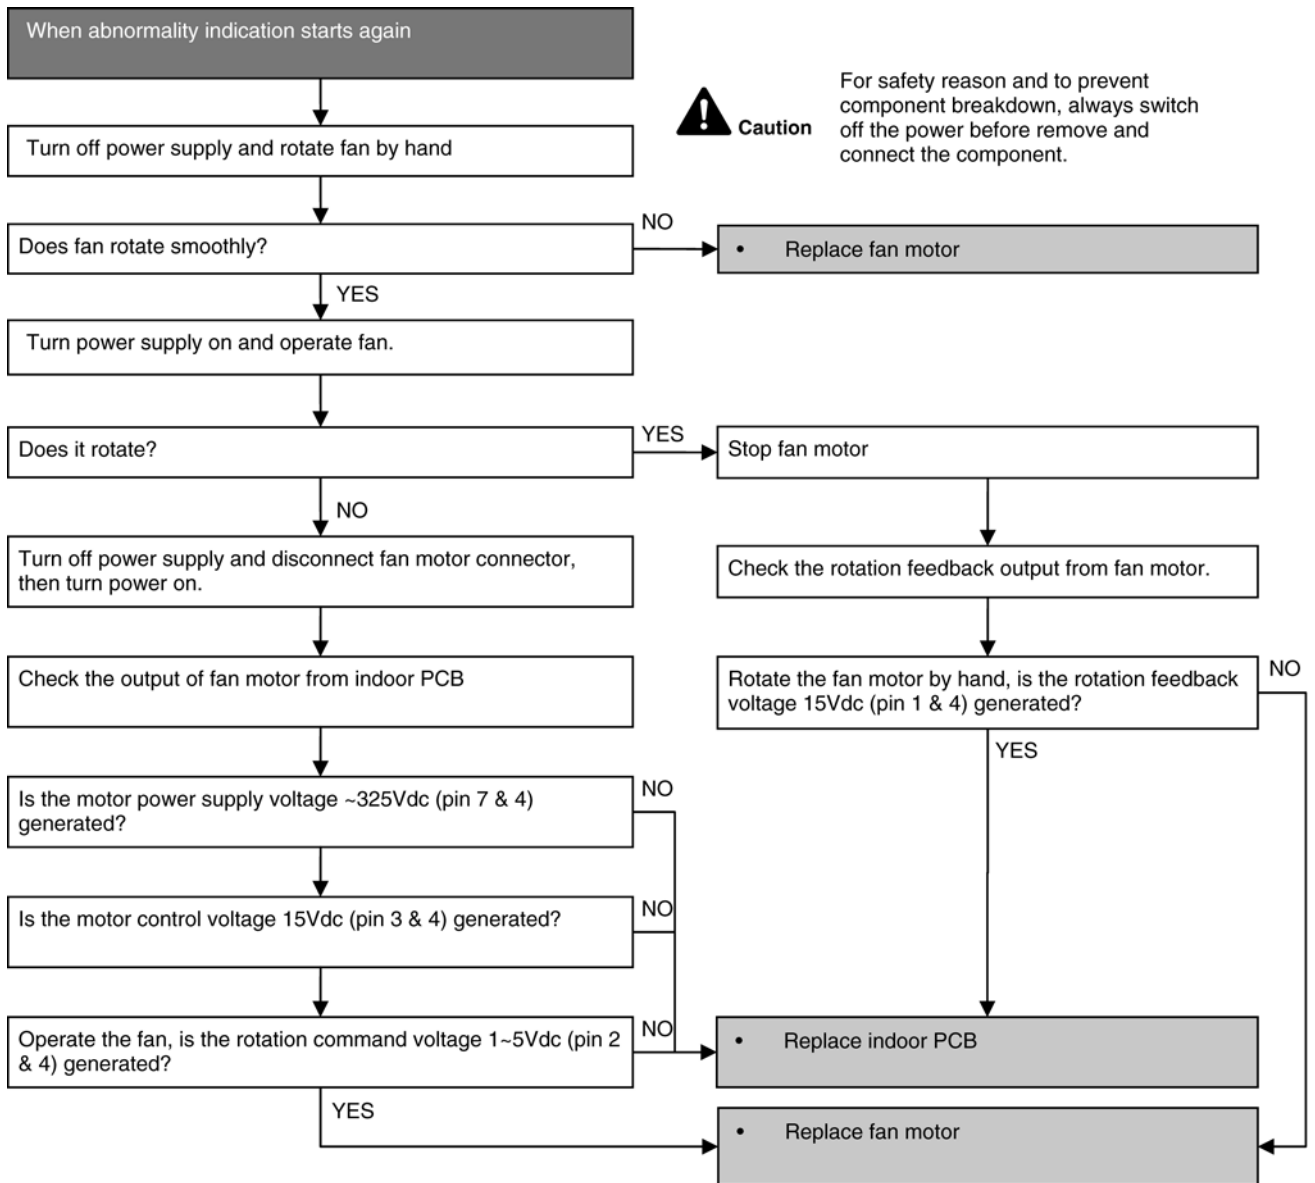 When abnormality indication starts again
Caution
For safety reason and to prevent
component breakdown, always switch
off the power before remove and
connect the component.
Turn off power supply and rotate fan by hand
Does fan rotate smoothly?
NO
• Replace fan motor
YES
Turn power supply on and operate fan.
Does it rotate?
YES
Stop fan motor
NO
Turn off power supply and disconnect fan motor connector,
then turn power on.
Check the rotation feedback output from fan motor.
Check the output of fan motor from indoor PCB
Rotate the fan motor by hand, is the rotation feedback
voltage 15Vdc (pin 1 & 4) generated?
NO
YES
Is the motor power supply voltage ~325Vdc (pin 7 & 4)
generated?
NO
Is the motor control voltage 15Vdc (pin 3 & 4) generated?
NO
Operate the fan, is the rotation command voltage 1~5Vdc (pin 2
& 4) generated?
NO
• Replace indoor PCB
YES
• Replace fan motor